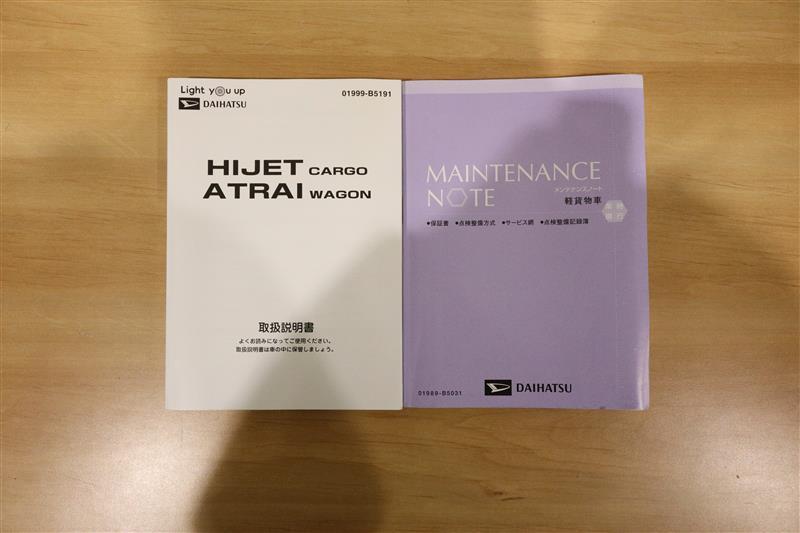 Light you up
DAIHATSU
01999-B5191
HIJET CARGO
ATRAI WAGON
取扱説明書
よくお読みになってご使用ください。
取扱説明書は車の中に保管しましょう。
MAINTENANCE
NOTE
メンテナンスノート
軽貨物車
●保証書 ●点検整備方式 ●サービス網 ●点検整備記録簿
01989-B5031
DAIHATSU